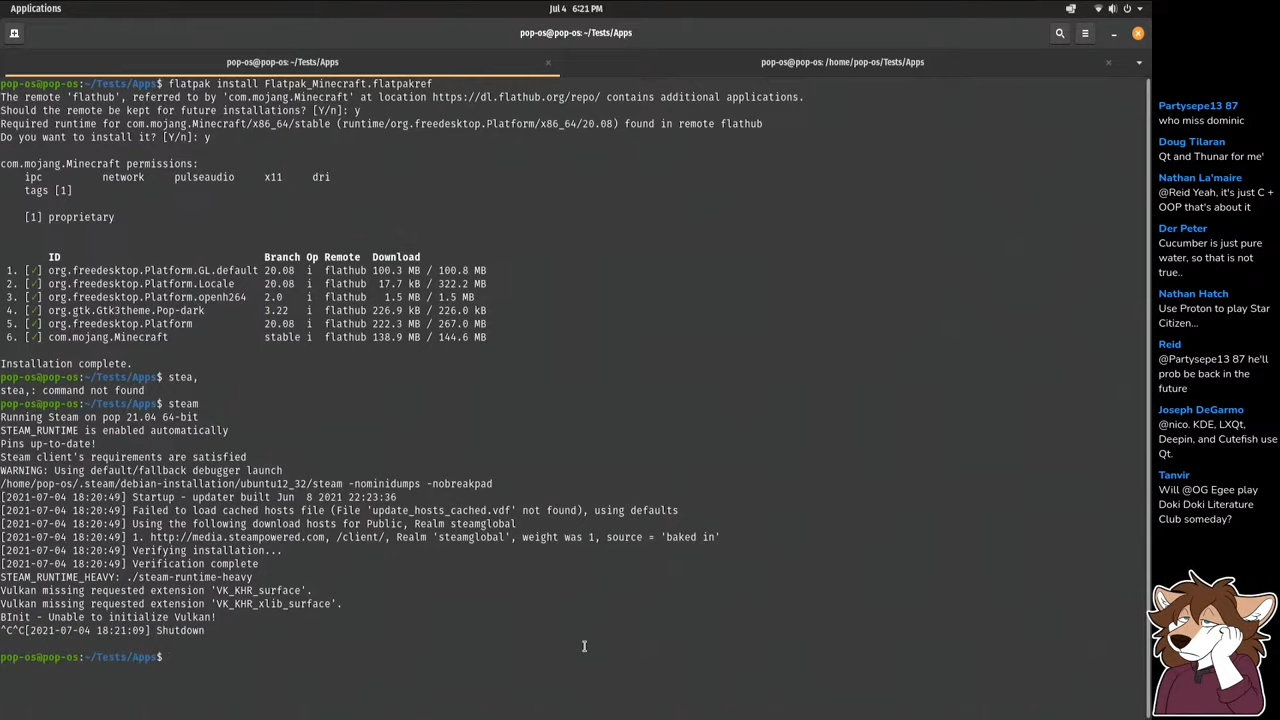 Applications
Jul 4 6:21 PM
pop-os@pop-os: ~/Tests/Apps
pop-os@pop-os: ~/Tests/Apps
pop-os@pop-os: /home/pop-os/Tests/Apps
pop-os@pop-os:~/Tests/Apps$ flatpak install Flatpak_Minecraft.flatpakref
The remote 'flathub', referred to by 'com.mojang.Minecraft' at location https://dl.flathub.org/repo/ contains additional applications.
Should the remote be kept for future installations? [Y/n]: y
Required runtime for com.mojang.Minecraft/x86_64/stable (runtime/org.freedesktop.Platform/x86_64/20.08) found in remote flathub
Do you want to install it? [Y/n]: y
com.mojang.Minecraft permissions:
ipc network pulseaudio x11 dri
tags [1]
[1] proprietary
ID Branch Op Remote Download
1. [✓] org.freedesktop.Platform.GL.default 20.08 i flathub 100.3 MB / 100.8 MB
2. [✓] org.freedesktop.Platform.Locale 20.08 i flathub 17.7 kB / 322.2 MB
3. [✓] org.freedesktop.Platform.openh264 2.0 i flathub 1.5 MB / 1.5 MB
4. [✓] org.gtk.Gtk3theme.Pop-dark 3.22 i flathub 226.9 kB / 226.0 kB
5. [✓] org.freedesktop.Platform 20.08 i flathub 222.3 MB / 267.0 MB
6. [✓] com.mojang.Minecraft stable i flathub 138.9 MB / 144.6 MB
Installation complete.
pop-os@pop-os:~/Tests/Apps$ stea,
stea,: command not found
pop-os@pop-os:~/Tests/Apps$ steam
Running Steam on pop 21.04 64-bit
STEAM_RUNTIME is enabled automatically
Pins up-to-date!
Steam client's requirements are satisfied
WARNING: Using default/fallback debugger launch
/home/pop-os/.steam/debian-installation/ubuntu12_32/steam -nominidumps -nobreakpad
[2021-07-04 18:20:49] Startup - updater built Jun  8 2021 22:23:36
[2021-07-04 18:20:49] Failed to load cached hosts file (File 'update_hosts_cached.vdf' not found), using defaults
[2021-07-04 18:20:49] Using the following download hosts for Public, Realm steamglobal
[2021-07-04 18:20:49] 1. http://media.steampowered.com, /client/, Realm 'steamglobal', weight was 1, source = 'baked in'
[2021-07-04 18:20:49] Verifying installation...
[2021-07-04 18:20:49] Verification complete
STEAM_RUNTIME_HEAVY: ./steam-runtime-heavy
Vulkan missing requested extension 'VK_KHR_surface'.
Vulkan missing requested extension 'VK_KHR_xlib_surface'.
BInit - Unable to initialize Vulkan!
^C^C[2021-07-04 18:21:09] Shutdown
pop-os@pop-os:~/Tests/Apps$
Partysepe13 87
who miss dominic
Doug Tilaran
Qt and Thunar for me'
Nathan La'maire
@Reid Yeah, it's just C +
OOP that's about it
Der Peter
Cucumber is just pure
water, so that is not
true..
Nathan Hatch
Use Proton to play Star
Citizen...
Reid
@Partysepe13 87 he'll
prob be back in the
future
Joseph DeGarmo
@nico. KDE, LXQt,
Deepin, and Cutefish use
Qt.
Tanvir
Will @OG Egee play
Doki Doki Literature
Club someday?